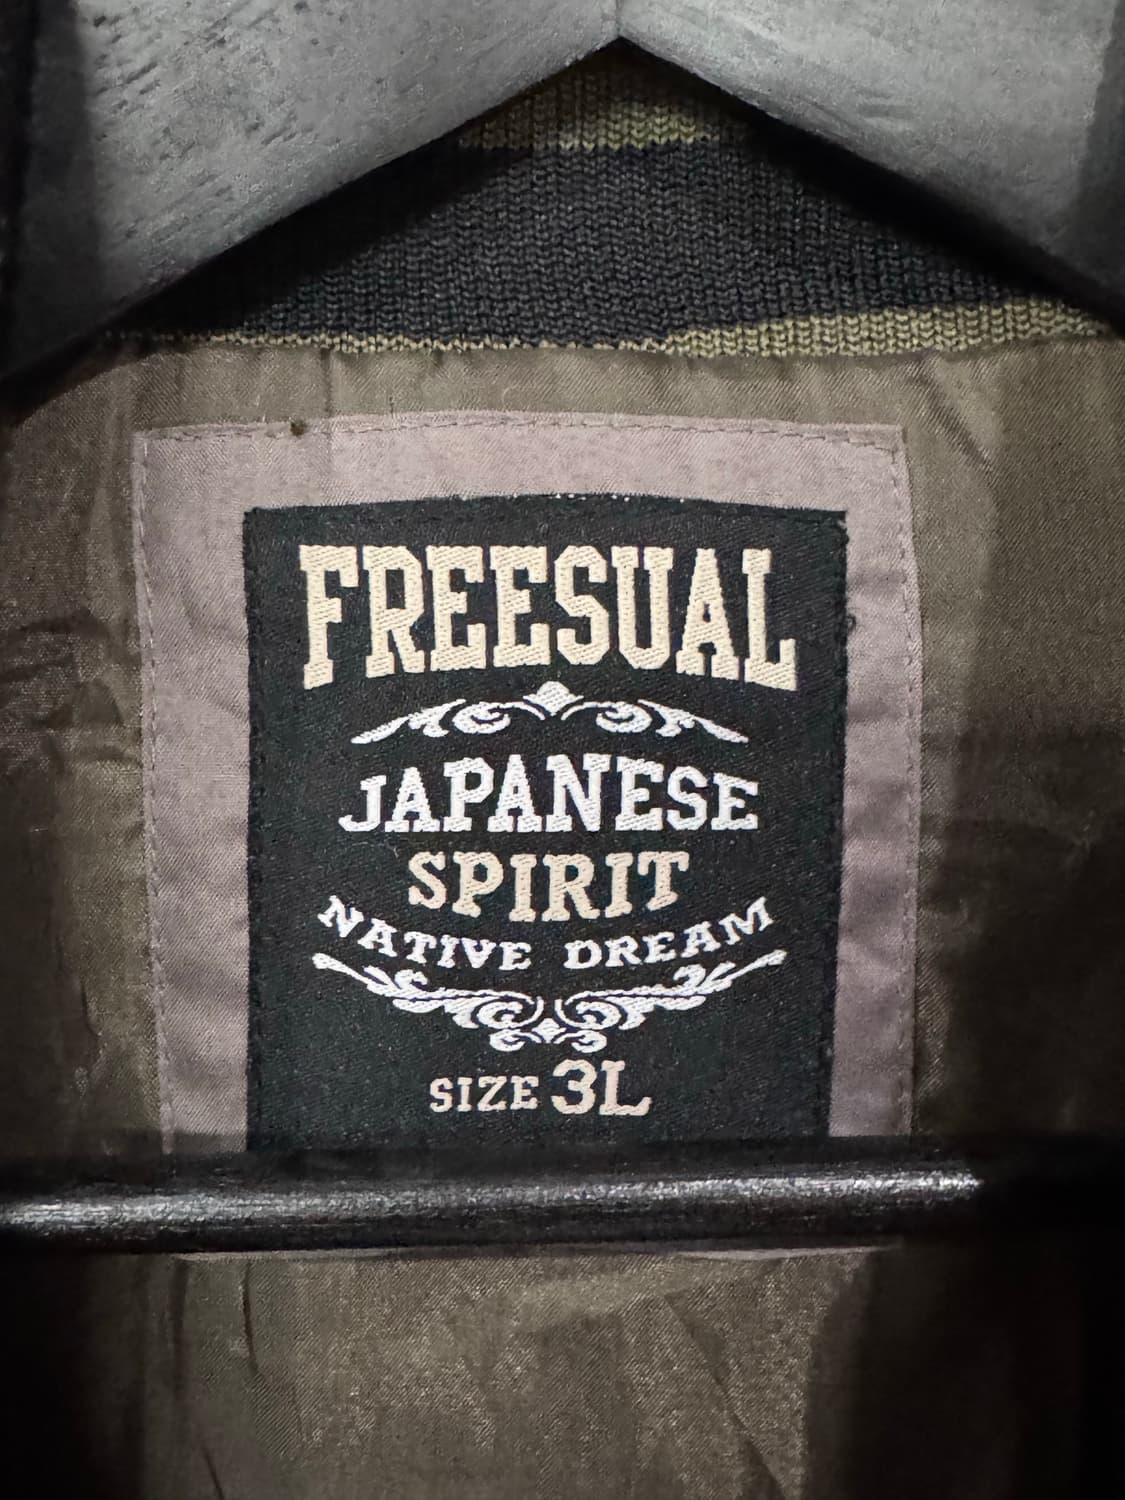 FREESUAL
JAPANESE
SPIRIT
NATIVE DREAM
SIZE 3L